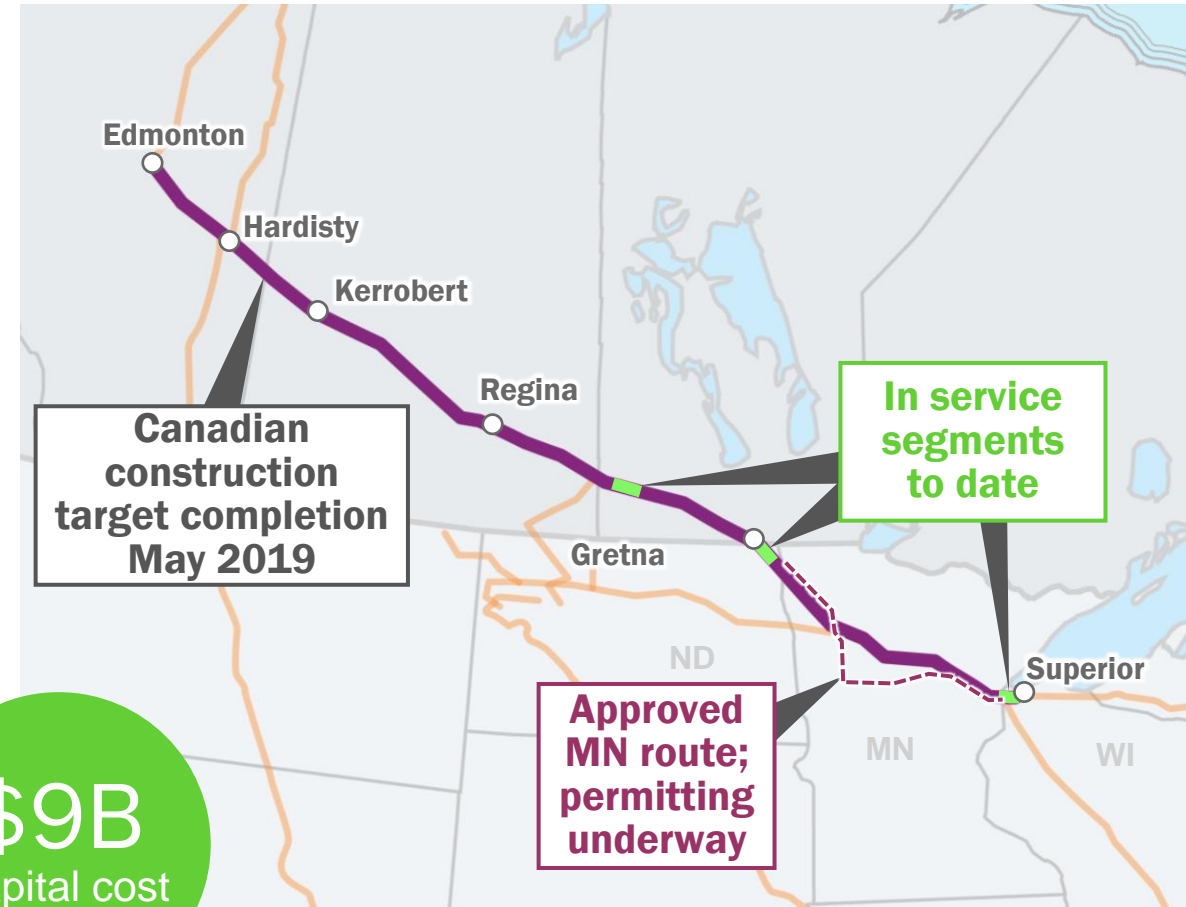 Edmonton
Hardisty
Kerrobert
Regina
Canadian
construction
target completion
May 2019
In service
segments
to date
Gretna
ND
Superior
Approved
MN route;
permitting
underway
MN
WI
$9B
pital cost